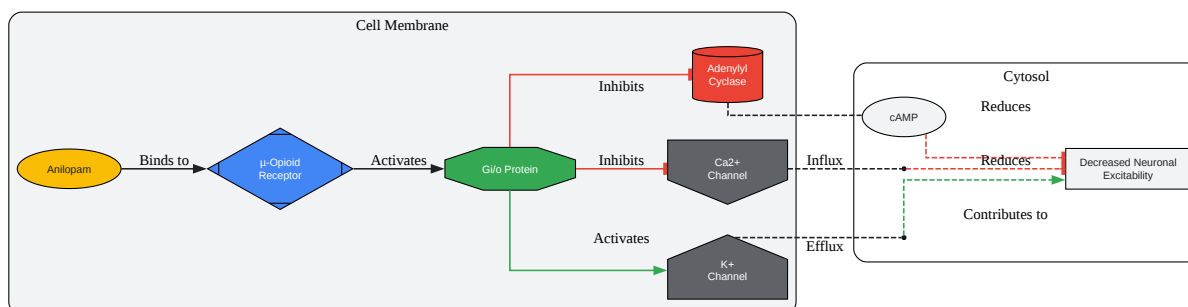 Cell Membrane
Adenylyl
Cyclase
Cytosol
Inhibits
Reduces
cAMP
Anilopam
Binds to
µ-Opioid
Receptor
Activates
Gi/o Protein
Inhibits
Ca2+
Channel
Influx
Reduces
Decreased Neuronal
Excitability
Contributes to
Activates
Efflux
K+
Channel